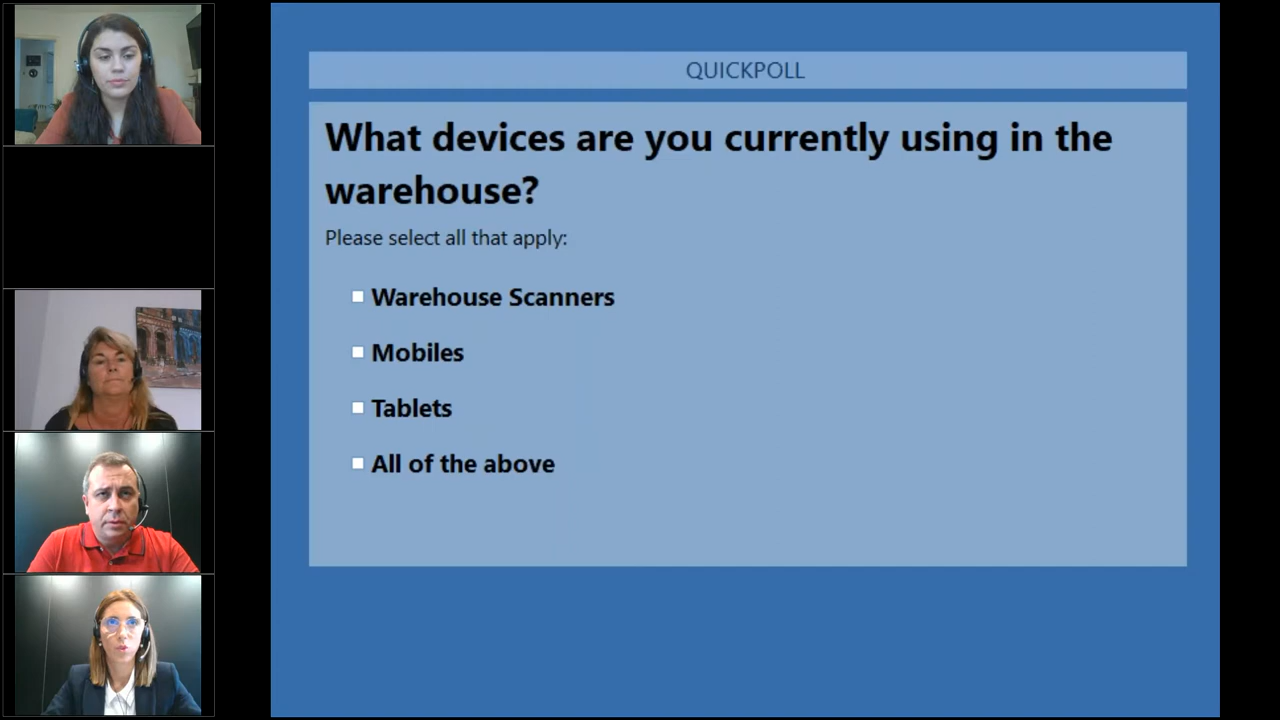 QUICKPOLL
What devices are you currently using in the
warehouse?
Please select all that apply:
Warehouse Scanners
Mobiles
Tablets
All of the above